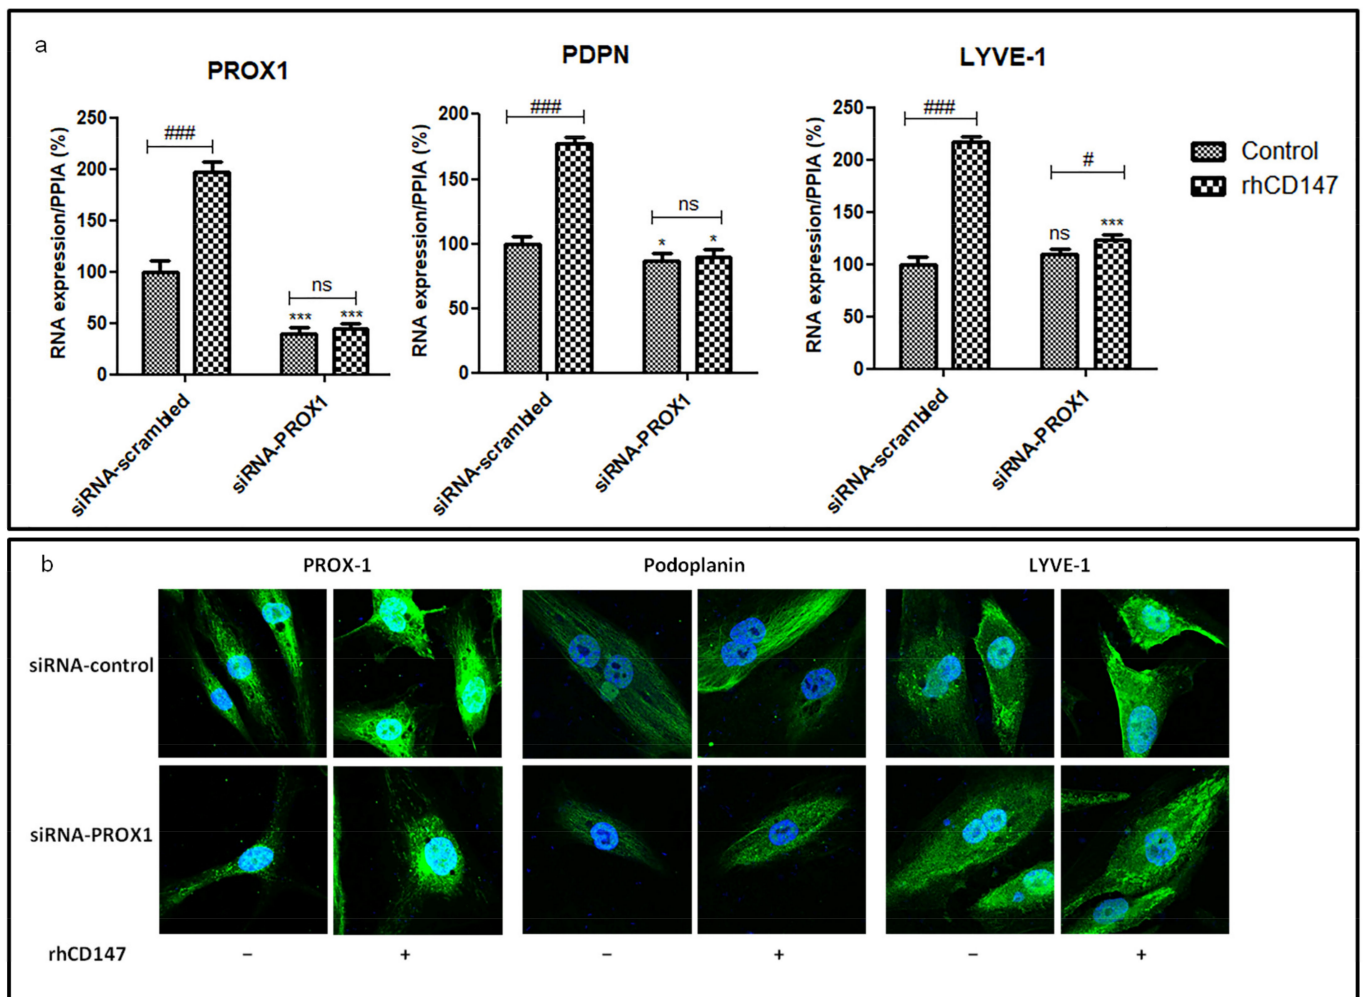 a
PROX1
PDPN
LYVE-1
RNA expression/PPIA (%)
250
200
150
100
50
0
###
***
ns
***
siRNA-scrambled
siRNA-PROX1
RNA expression/PPIA (%)
200
150
100
50
0
###
ns
*
*
siRNA-scrambled
siRNA-PROX1
RNA expression/PPIA (%)
250
200
150
100
50
0
###
#
ns
***
siRNA-scrambled
siRNA-PROX1
Control
rhCD147
b
PROX-1 Podoplanin LYVE-1
siRNA-control
siRNA-PROX1
rhCD147 − + − + − +